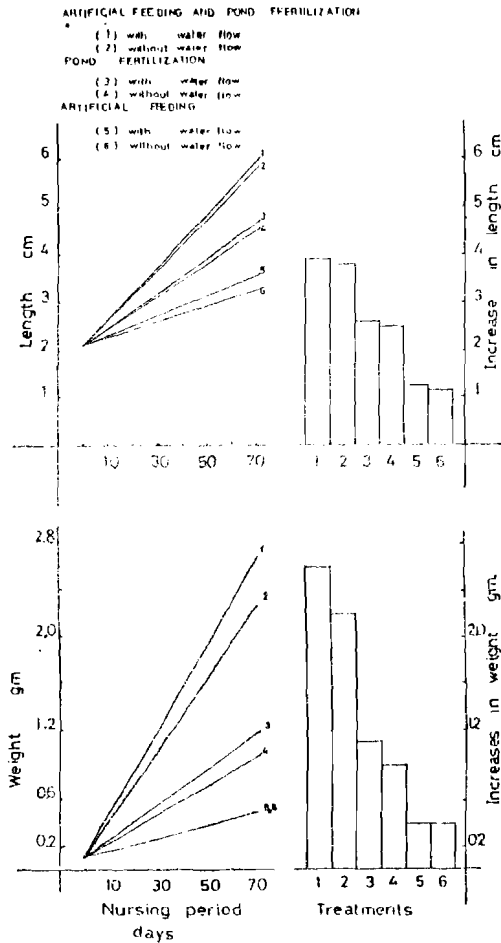 ARTIFICIAL FEEDING AND POND FFERTILIZATION
(1) with water flow
(2) without water flow
POND FERTILIZATION
(3) with water flow
(4) without water flow
ARTIFICIAL FEEDING
(5) with water flow
(6) without water flow
6
5
4
3
2
1
Length cm
1
2
3
4
5
6
10 30 50 70
6
5
4
3
2
1
Increase in length cm
1 2 3 4 5 6
2.8
2.0
1.2
0.6
0.2
Weight gm
1
2
3
4
5,6
10 30 50 70
Nursing period
days
2.0
1.2
0.2
Increases in weight gm.
1 2 3 4 5 6
Treatments